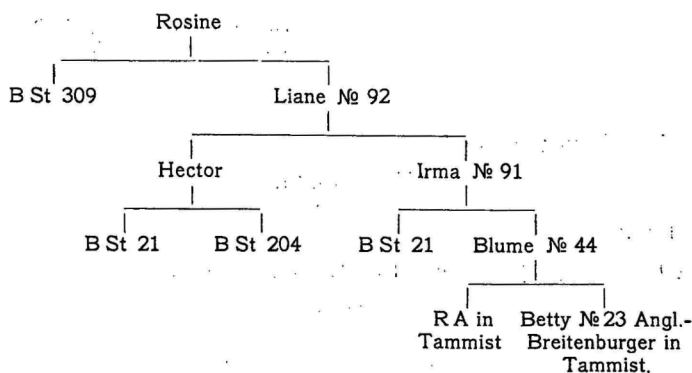 Rosine
B St 309 Liane № 92
Hector Irma № 91
B St 21 B St 204 B St 21 Blume № 44
R A in Betty № 23 Angl.-
Tammist Breitenburger in
Tammist.